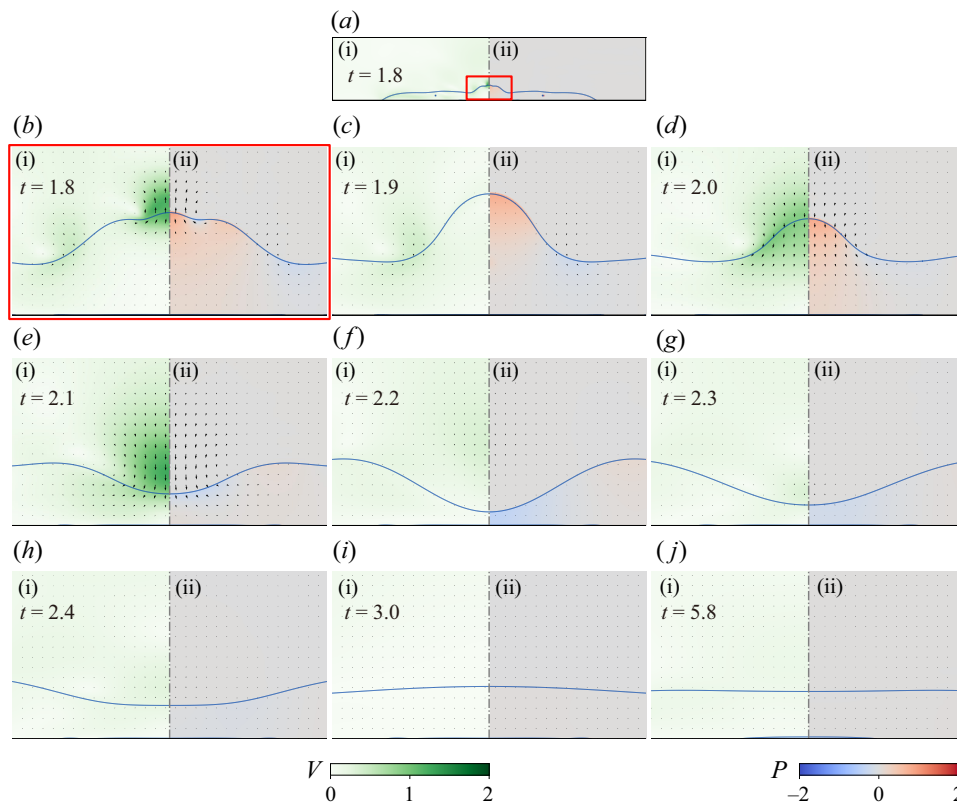 (a)
(i) (ii)
t = 1.8
(b) (c) (d)
(i) (ii) (i) (ii) (i) (ii)
t = 1.8 t = 1.9 t = 2.0
(e) (f) (g)
(i) (ii) (i) (ii) (i) (ii)
t = 2.1 t = 2.2 t = 2.3
(h) (i) (j)
(i) (ii) (i) (ii) (i) (ii)
t = 2.4 t = 3.0 t = 5.8
V P
0 1 2 −2 0 2